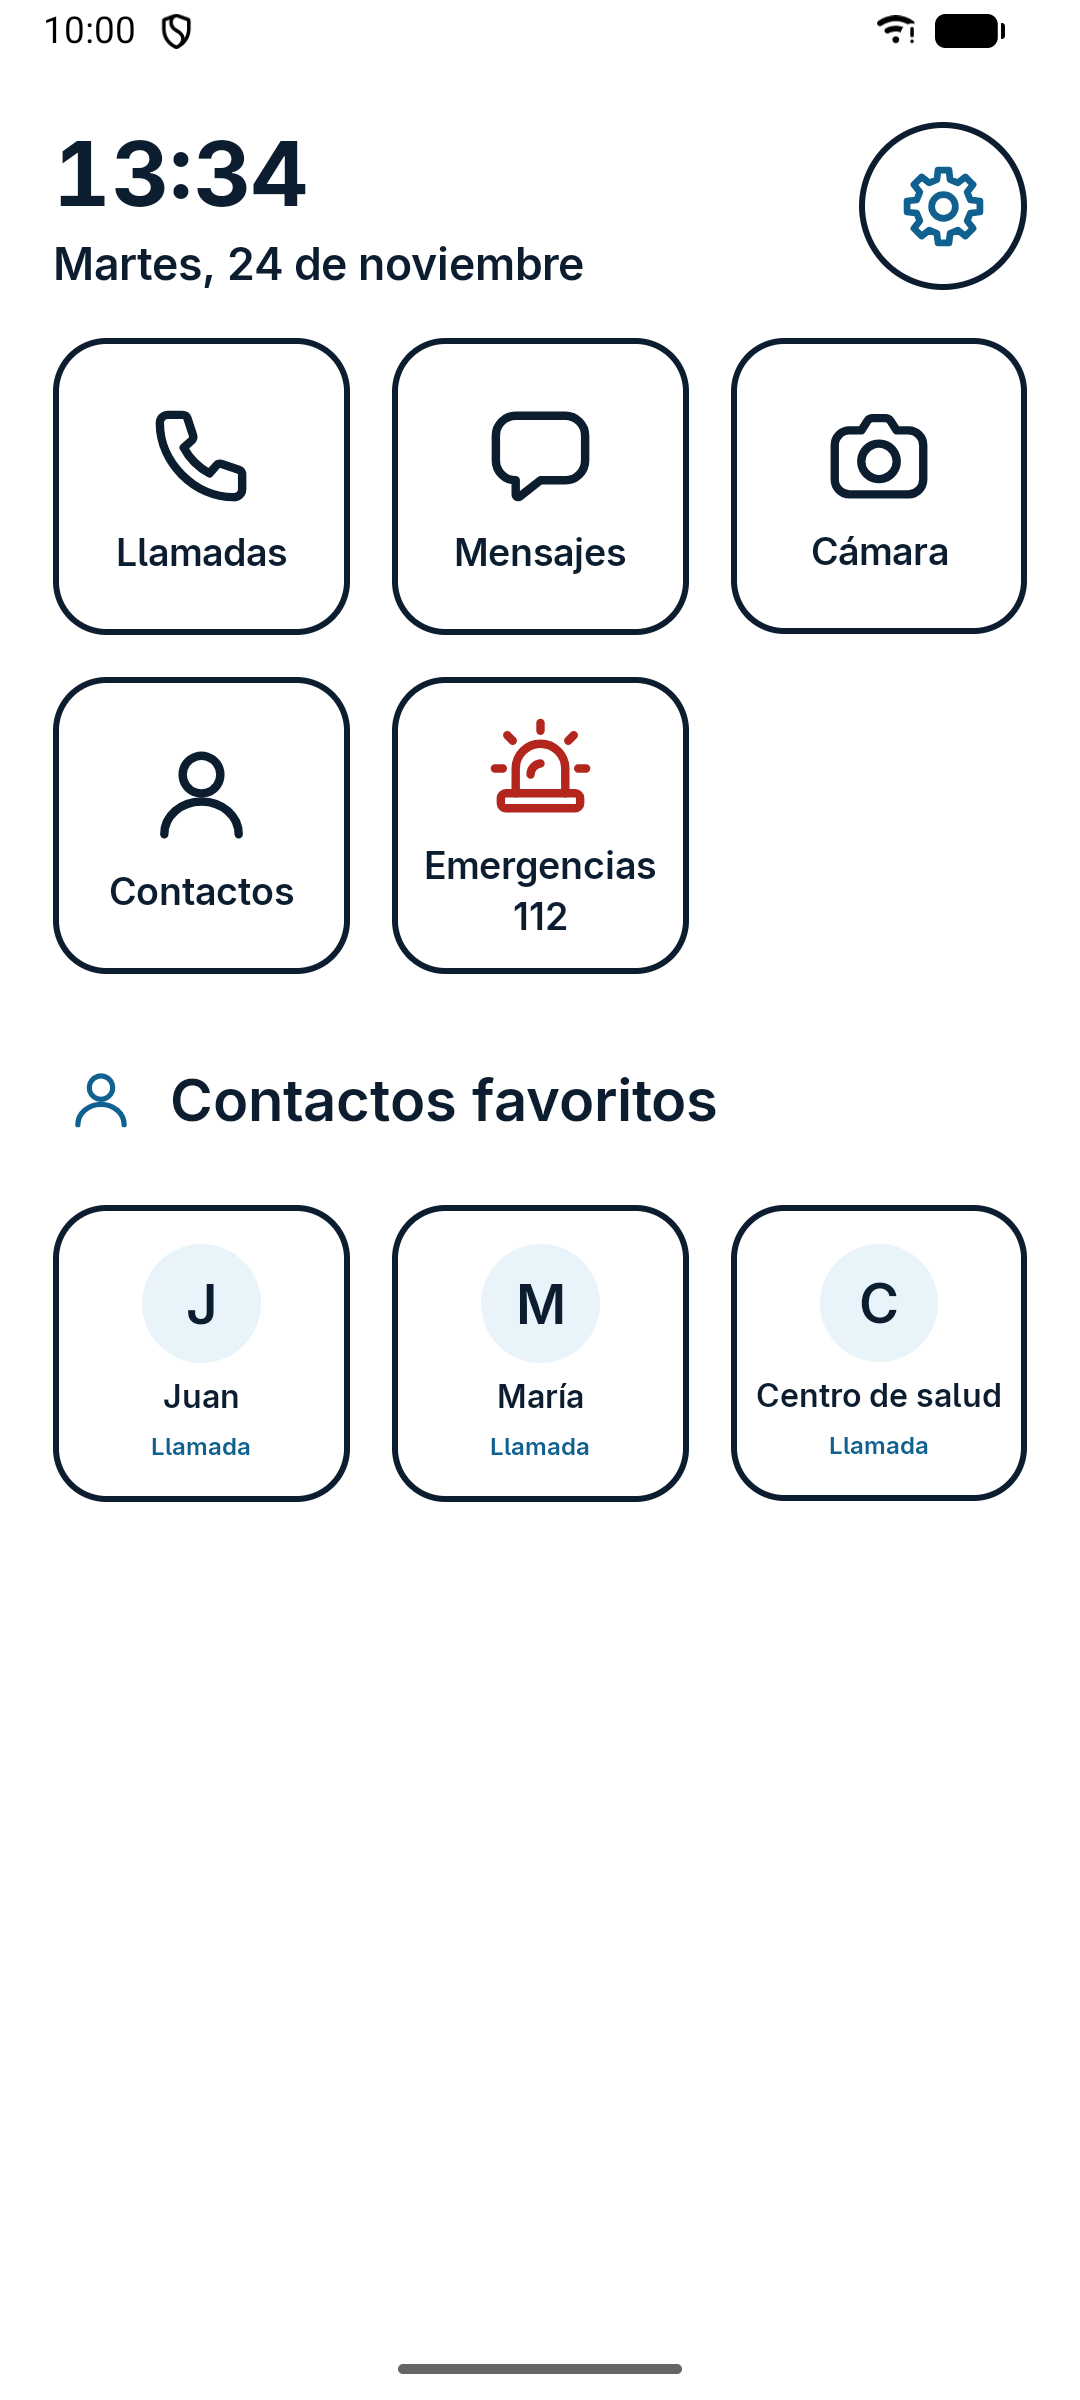 10:00
13:34
Martes, 24 de noviembre
Llamadas
Mensajes
Cámara
Contactos
Emergencias
112
Contactos favoritos
J
M
C
Juan
María
Centro de salud
Llamada
Llamada
Llamada